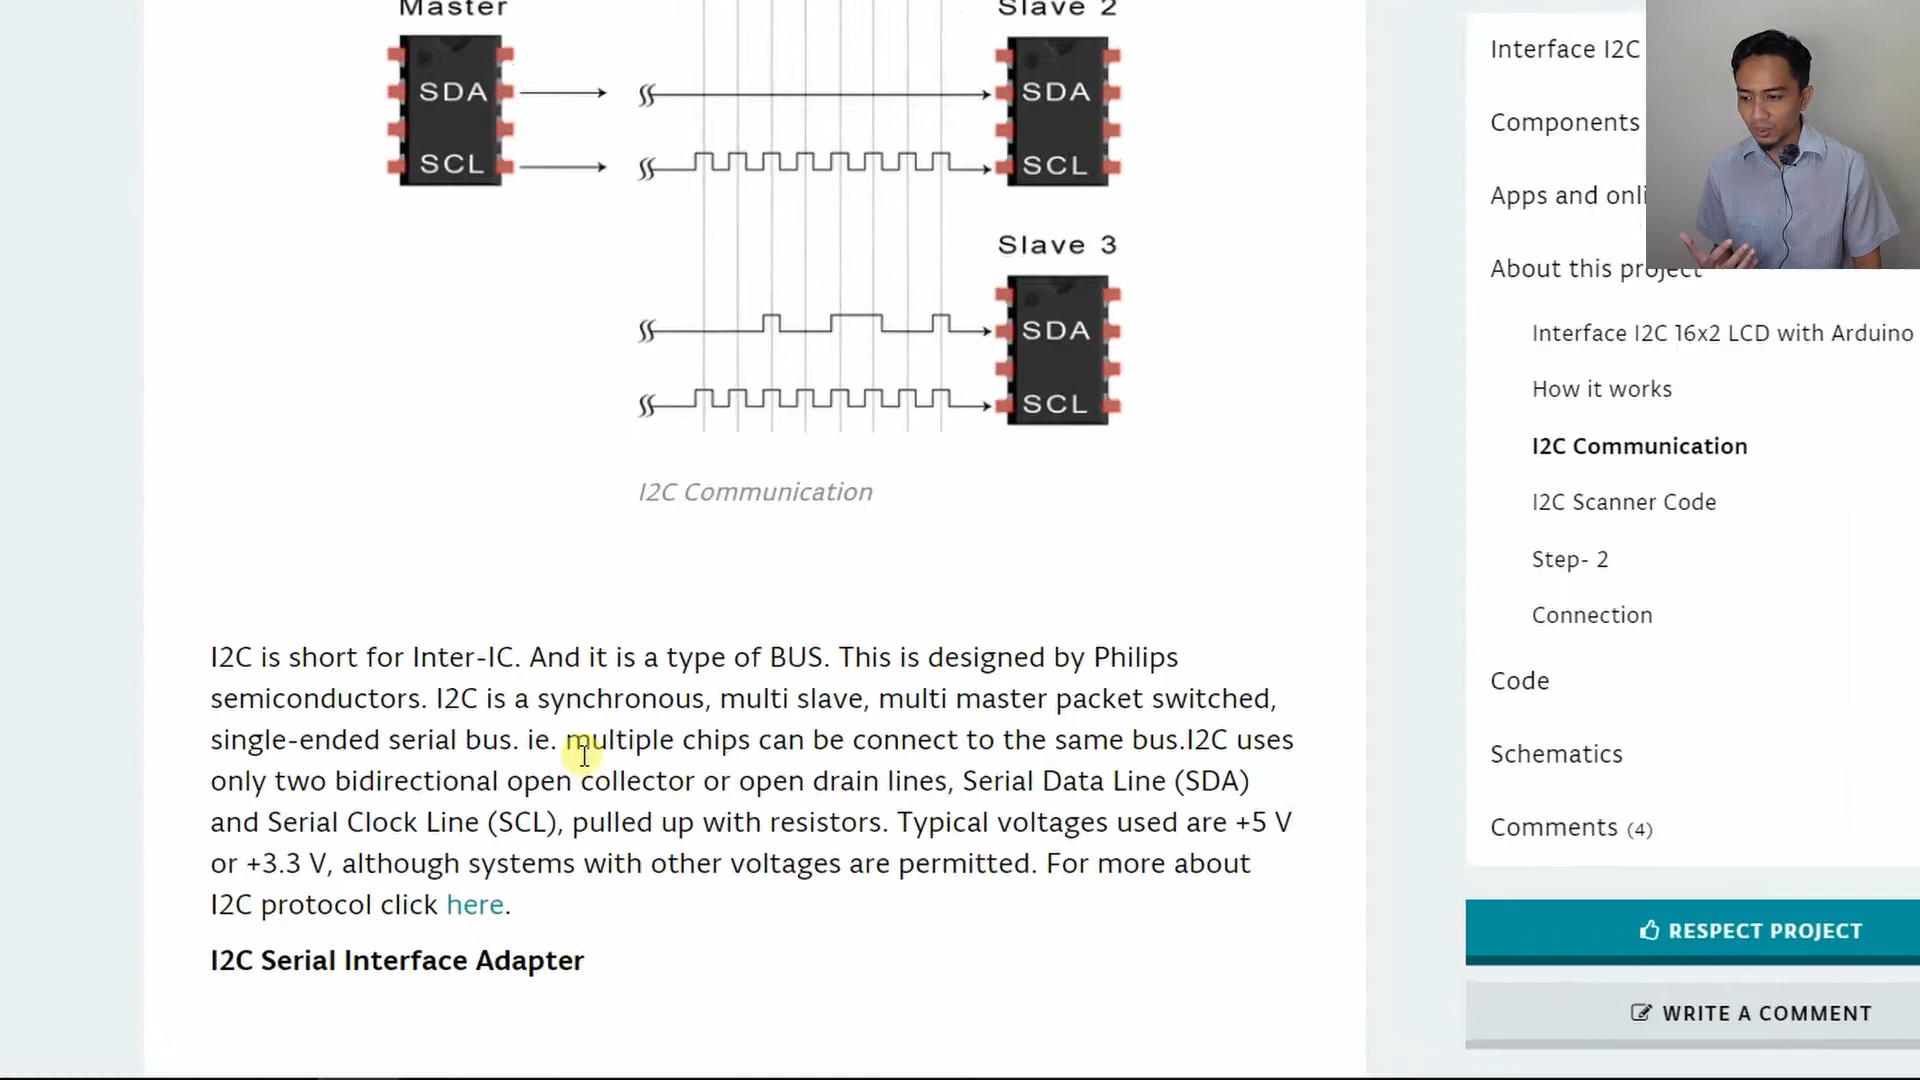 Master
Slave 2
SDA
SCL
SDA
SCL
Slave 3
SDA
SCL
I2C Communication
I2C is short for Inter-IC. And it is a type of BUS. This is designed by Philips
semiconductors. I2C is a synchronous, multi slave, multi master packet switched,
single-ended serial bus. ie. multiple chips can be connect to the same bus.I2C uses
only two bidirectional open collector or open drain lines, Serial Data Line (SDA)
and Serial Clock Line (SCL), pulled up with resistors. Typical voltages used are +5 V
or +3.3 V, although systems with other voltages are permitted. For more about
I2C protocol click here.
I2C Serial Interface Adapter
Interface I2C
Components
Apps and onli
About this project
Interface I2C 16x2 LCD with Arduino
How it works
I2C Communication
I2C Scanner Code
Step- 2
Connection
Code
Schematics
Comments (4)
RESPECT PROJECT
WRITE A COMMENT